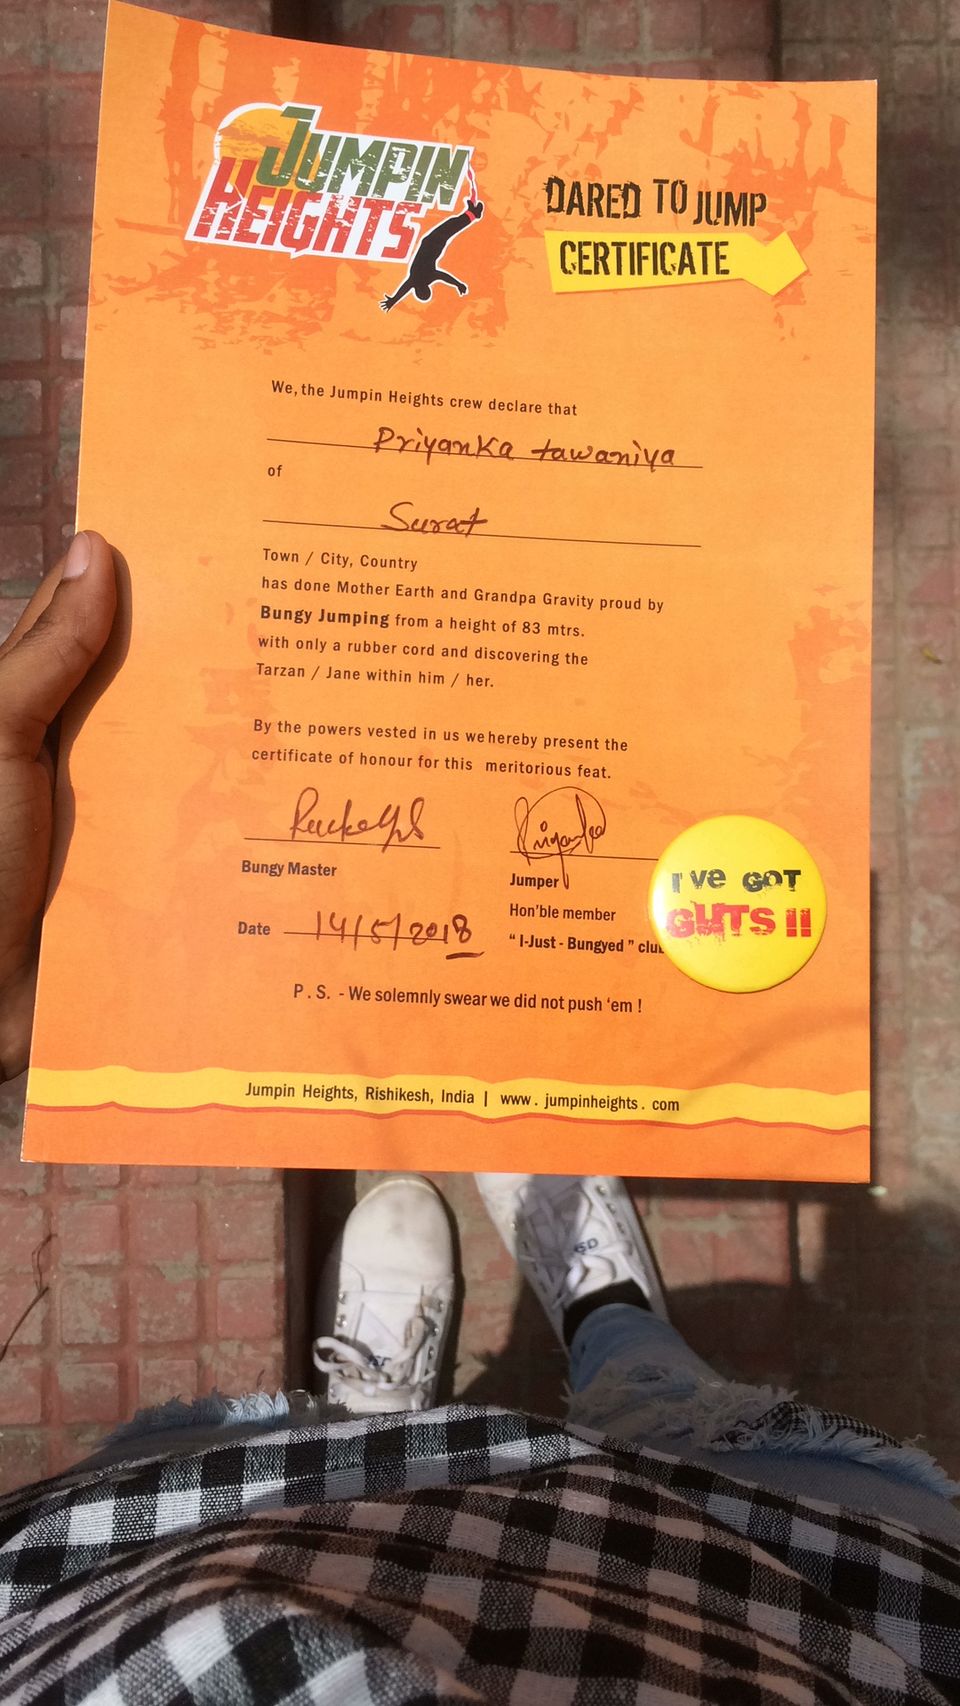 JUMPIN
HEIGHTS
DARED TO JUMP
CERTIFICATE
We, the Jumpin Heights crew declare that
Priyanka tawaniya
of
Surat
Town / City, Country
has done Mother Earth and Grandpa Gravity proud by
Bungy Jumping from a height of 83 mtrs.
with only a rubber cord and discovering the
Tarzan / Jane within him / her.
By the powers vested in us we hereby present the
certificate of honour for this meritorious feat.
Bungy Master
Jumper
Hon'ble member
" I-Just - Bungyed " club
Date 14/5/2018
I'VE GOT
GUTS !!
P. S. - We solemnly swear we did not push 'em !
Jumpin Heights, Rishikesh, India | www. jumpinheights. com